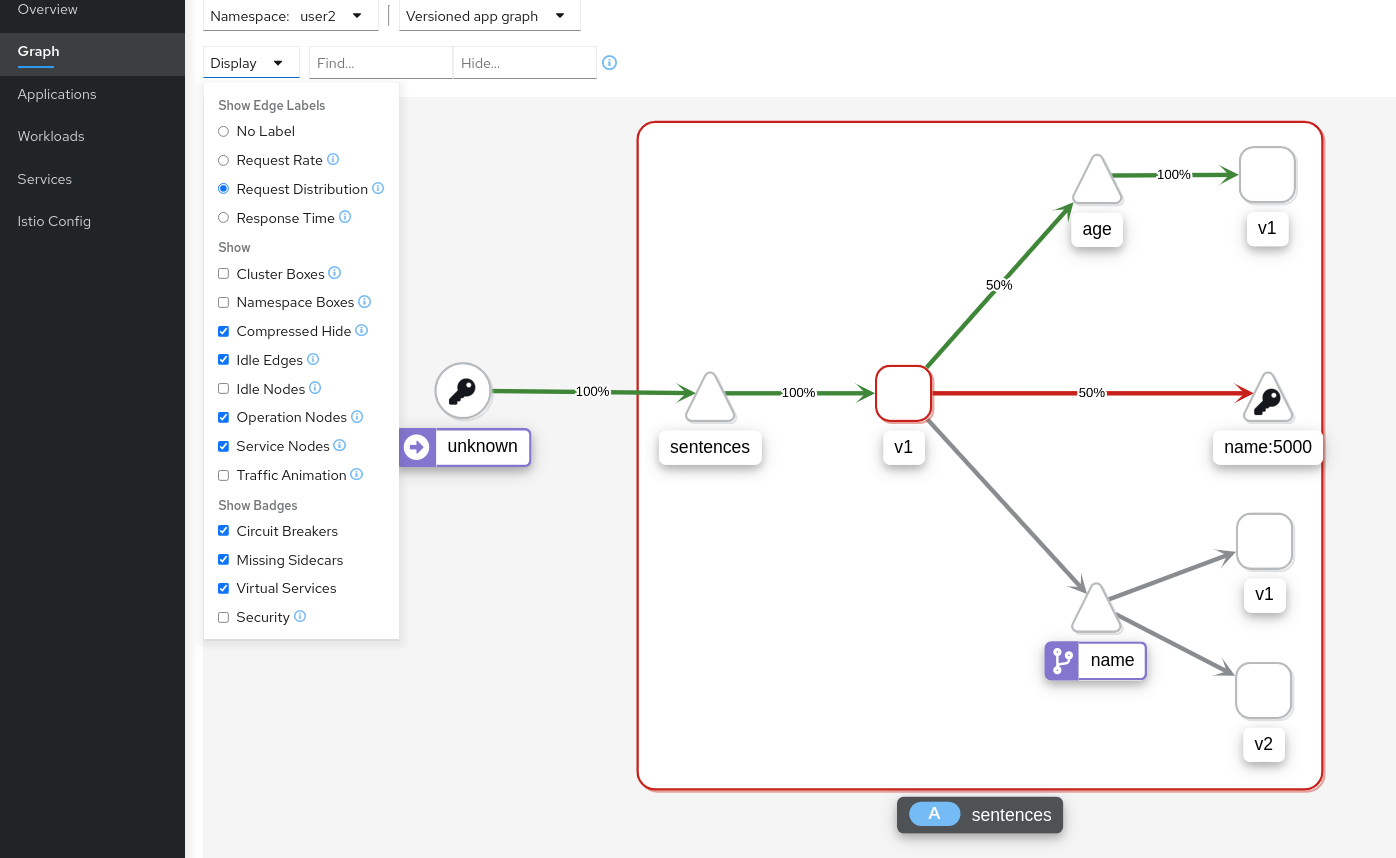 Overview
Graph
Applications
Workloads
Services
Istio Config
Namespace: user2
Versioned app graph
Display
Find...
Hide...
Show Edge Labels
No Label
Request Rate
Request Distribution
Response Time
Show
Cluster Boxes
Namespace Boxes
Compressed Hide
Idle Edges
Idle Nodes
Operation Nodes
Service Nodes
Traffic Animation
Show Badges
Circuit Breakers
Missing Sidecars
Virtual Services
Security
100%
age
v1
50%
100%
100%
50%
unknown
sentences
v1
name:5000
v1
name
v2
A sentences